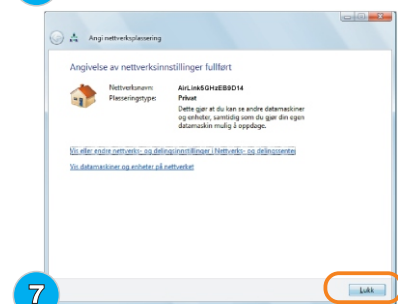 Angi nettverksplassering
Angivelse av nettverksinnstillinger fullført
Nettverksnavn: AirLink5GHzEB9D14
Plasseringstype: Privat
Dette gjør at du kan se andre datamaskiner
og enheter, samtidig som du gjør din egen
datamaskin mulig å oppdage.
Vis eller endre nettverks- og delingsinnstillinger i Nettverks- og delingssenter
Vis datamaskiner og enheter på nettverket
Lukk
7